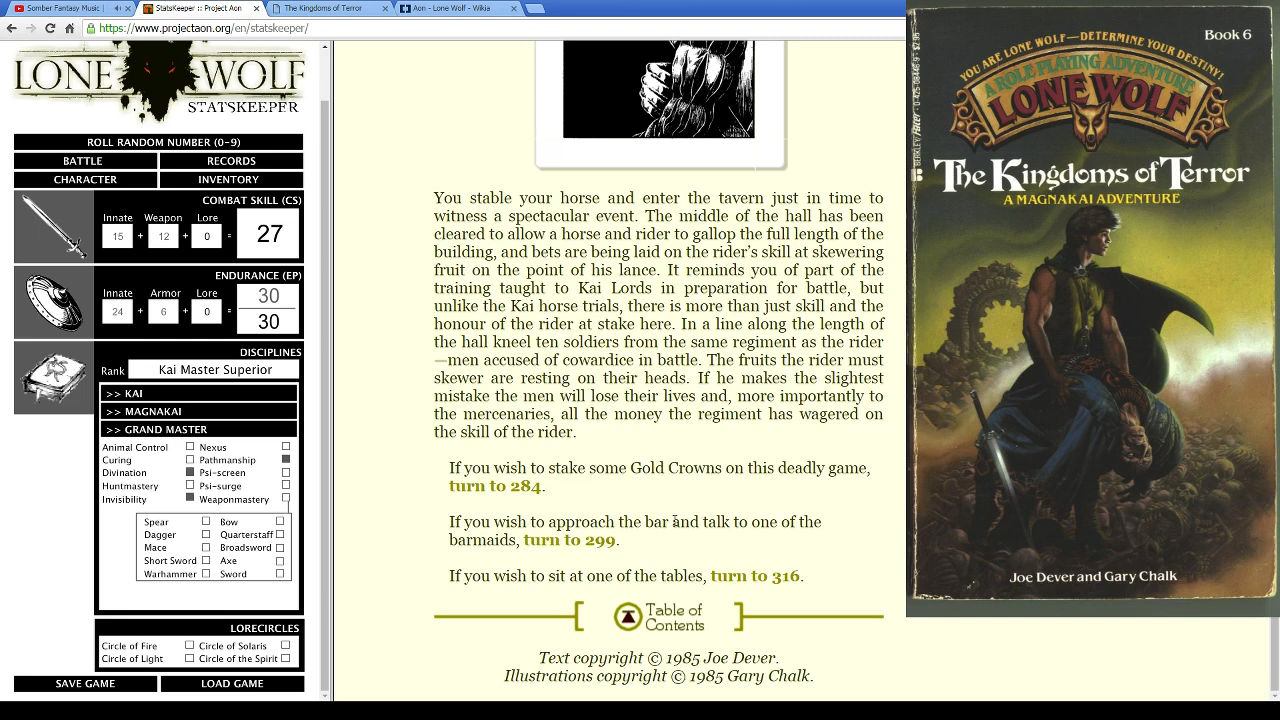 Somber Fantasy Music |
StatsKeeper :: Project Aon
The Kingdoms of Terror
Aon - Lone Wolf - Wikia
https://www.projectaon.org/en/statskeeper/
LONE WOLF
STATSKEEPER
ROLL RANDOM NUMBER (0-9)
BATTLE RECORDS
CHARACTER INVENTORY
COMBAT SKILL (CS)
Innate Weapon Lore
15 + 12 + 0 = 27
ENDURANCE (EP)
Innate Armor Lore 30
24 + 6 + 0 = 30
DISCIPLINES
Rank Kai Master Superior
>> KAI
>> MAGNAKAI
>> GRAND MASTER
Animal Control Nexus
Curing Pathmanship
Divination Psi-screen
Huntmastery Psi-surge
Invisibility Weaponmastery
Spear Bow
Dagger Quarterstaff
Mace Broadsword
Short Sword Axe
Warhammer Sword
LORECIRCLES
Circle of Fire Circle of Solaris
Circle of Light Circle of the Spirit
SAVE GAME LOAD GAME
You stable your horse and enter the tavern just in time to
witness a spectacular event. The middle of the hall has been
cleared to allow a horse and rider to gallop the full length of the
building, and bets are being laid on the rider's skill at skewering
fruit on the point of his lance. It reminds you of part of the
training taught to Kai Lords in preparation for battle, but
unlike the Kai horse trials, there is more than just skill and the
honour of the rider at stake here. In a line along the length of
the hall kneel ten soldiers from the same regiment as the rider
—men accused of cowardice in battle. The fruits the rider must
skewer are resting on their heads. If he makes the slightest
mistake the men will lose their lives and, more importantly to
the mercenaries, all the money the regiment has wagered on
the skill of the rider.
If you wish to stake some Gold Crowns on this deadly game,
turn to 284.
If you wish to approach the bar and talk to one of the
barmaids, turn to 299.
If you wish to sit at one of the tables, turn to 316.
Table of
Contents
Text copyright © 1985 Joe Dever.
Illustrations copyright © 1985 Gary Chalk.
Book 6
YOU ARE LONE WOLF—DETERMINE YOUR DESTINY!
A ROLE PLAYING ADVENTURE
LONE WOLF
The Kingdoms of Terror
A MAGNAKAI ADVENTURE
Joe Dever and Gary Chalk